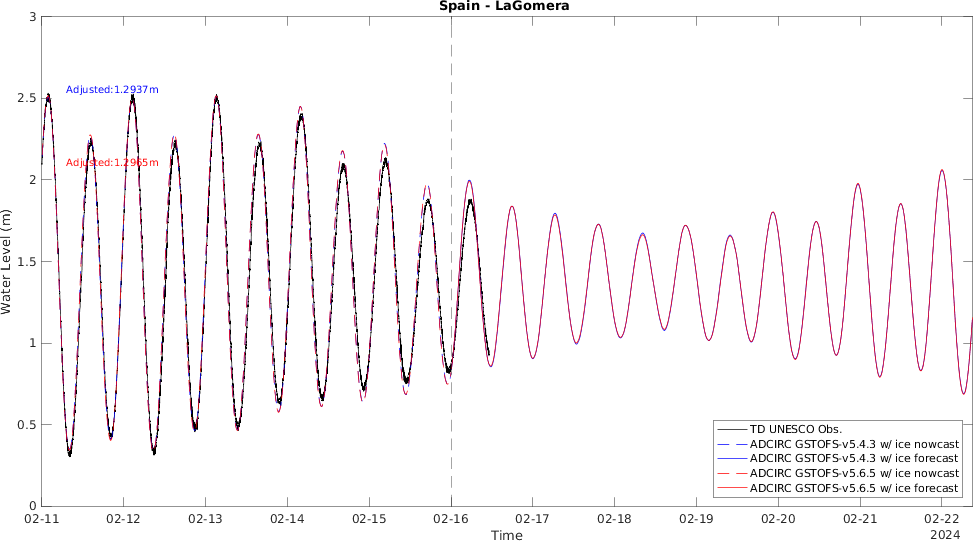 Spain - LaGomera
Water Level (m)
3
2.5
2
1.5
1
0.5
0
Adjusted:1.2937m
Adjusted:1.2965m
TD UNESCO Obs.
ADCIRC GSTOFS-v5.4.3 w/ ice nowcast
ADCIRC GSTOFS-v5.4.3 w/ ice forecast
ADCIRC GSTOFS-v5.6.5 w/ ice nowcast
ADCIRC GSTOFS-v5.6.5 w/ ice forecast
02-11 02-12 02-13 02-14 02-15 02-16 02-17 02-18 02-19 02-20 02-21 02-22
2024
Time